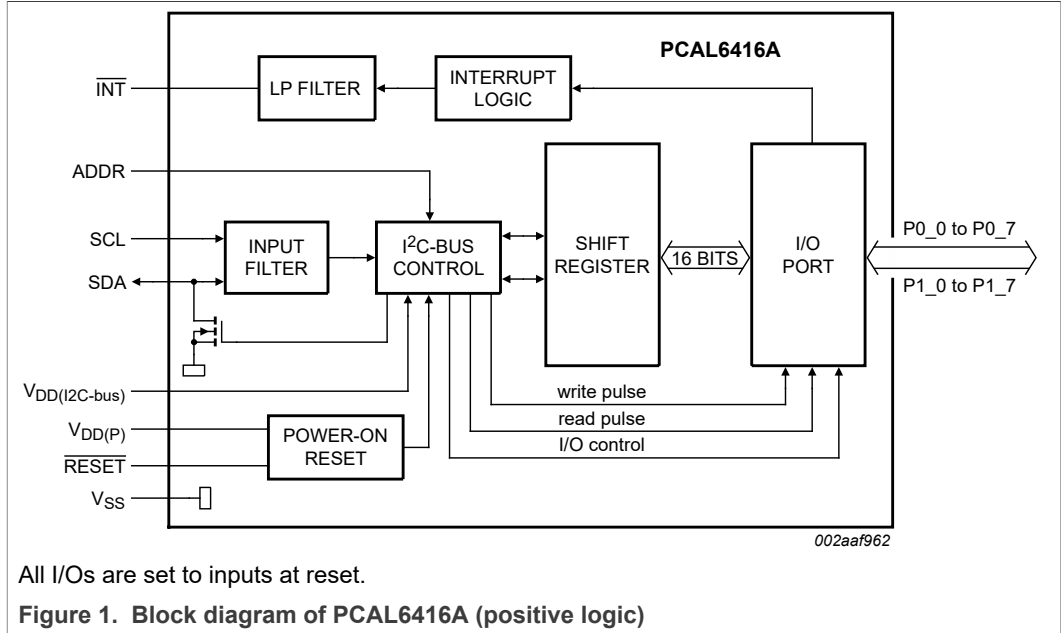 PCAL6416A
INT
LP FILTER
INTERRUPT
LOGIC
ADDR
SCL
SDA
INPUT
FILTER
I²C-BUS
CONTROL
SHIFT
REGISTER
16 BITS
I/O
PORT
P0_0 to P0_7
P1_0 to P1_7
VDD(I2C-bus)
write pulse
VDD(P)
read pulse
POWER-ON
RESET
I/O control
RESET
VSS
002aaf962
All I/Os are set to inputs at reset.
Figure 1. Block diagram of PCAL6416A (positive logic)